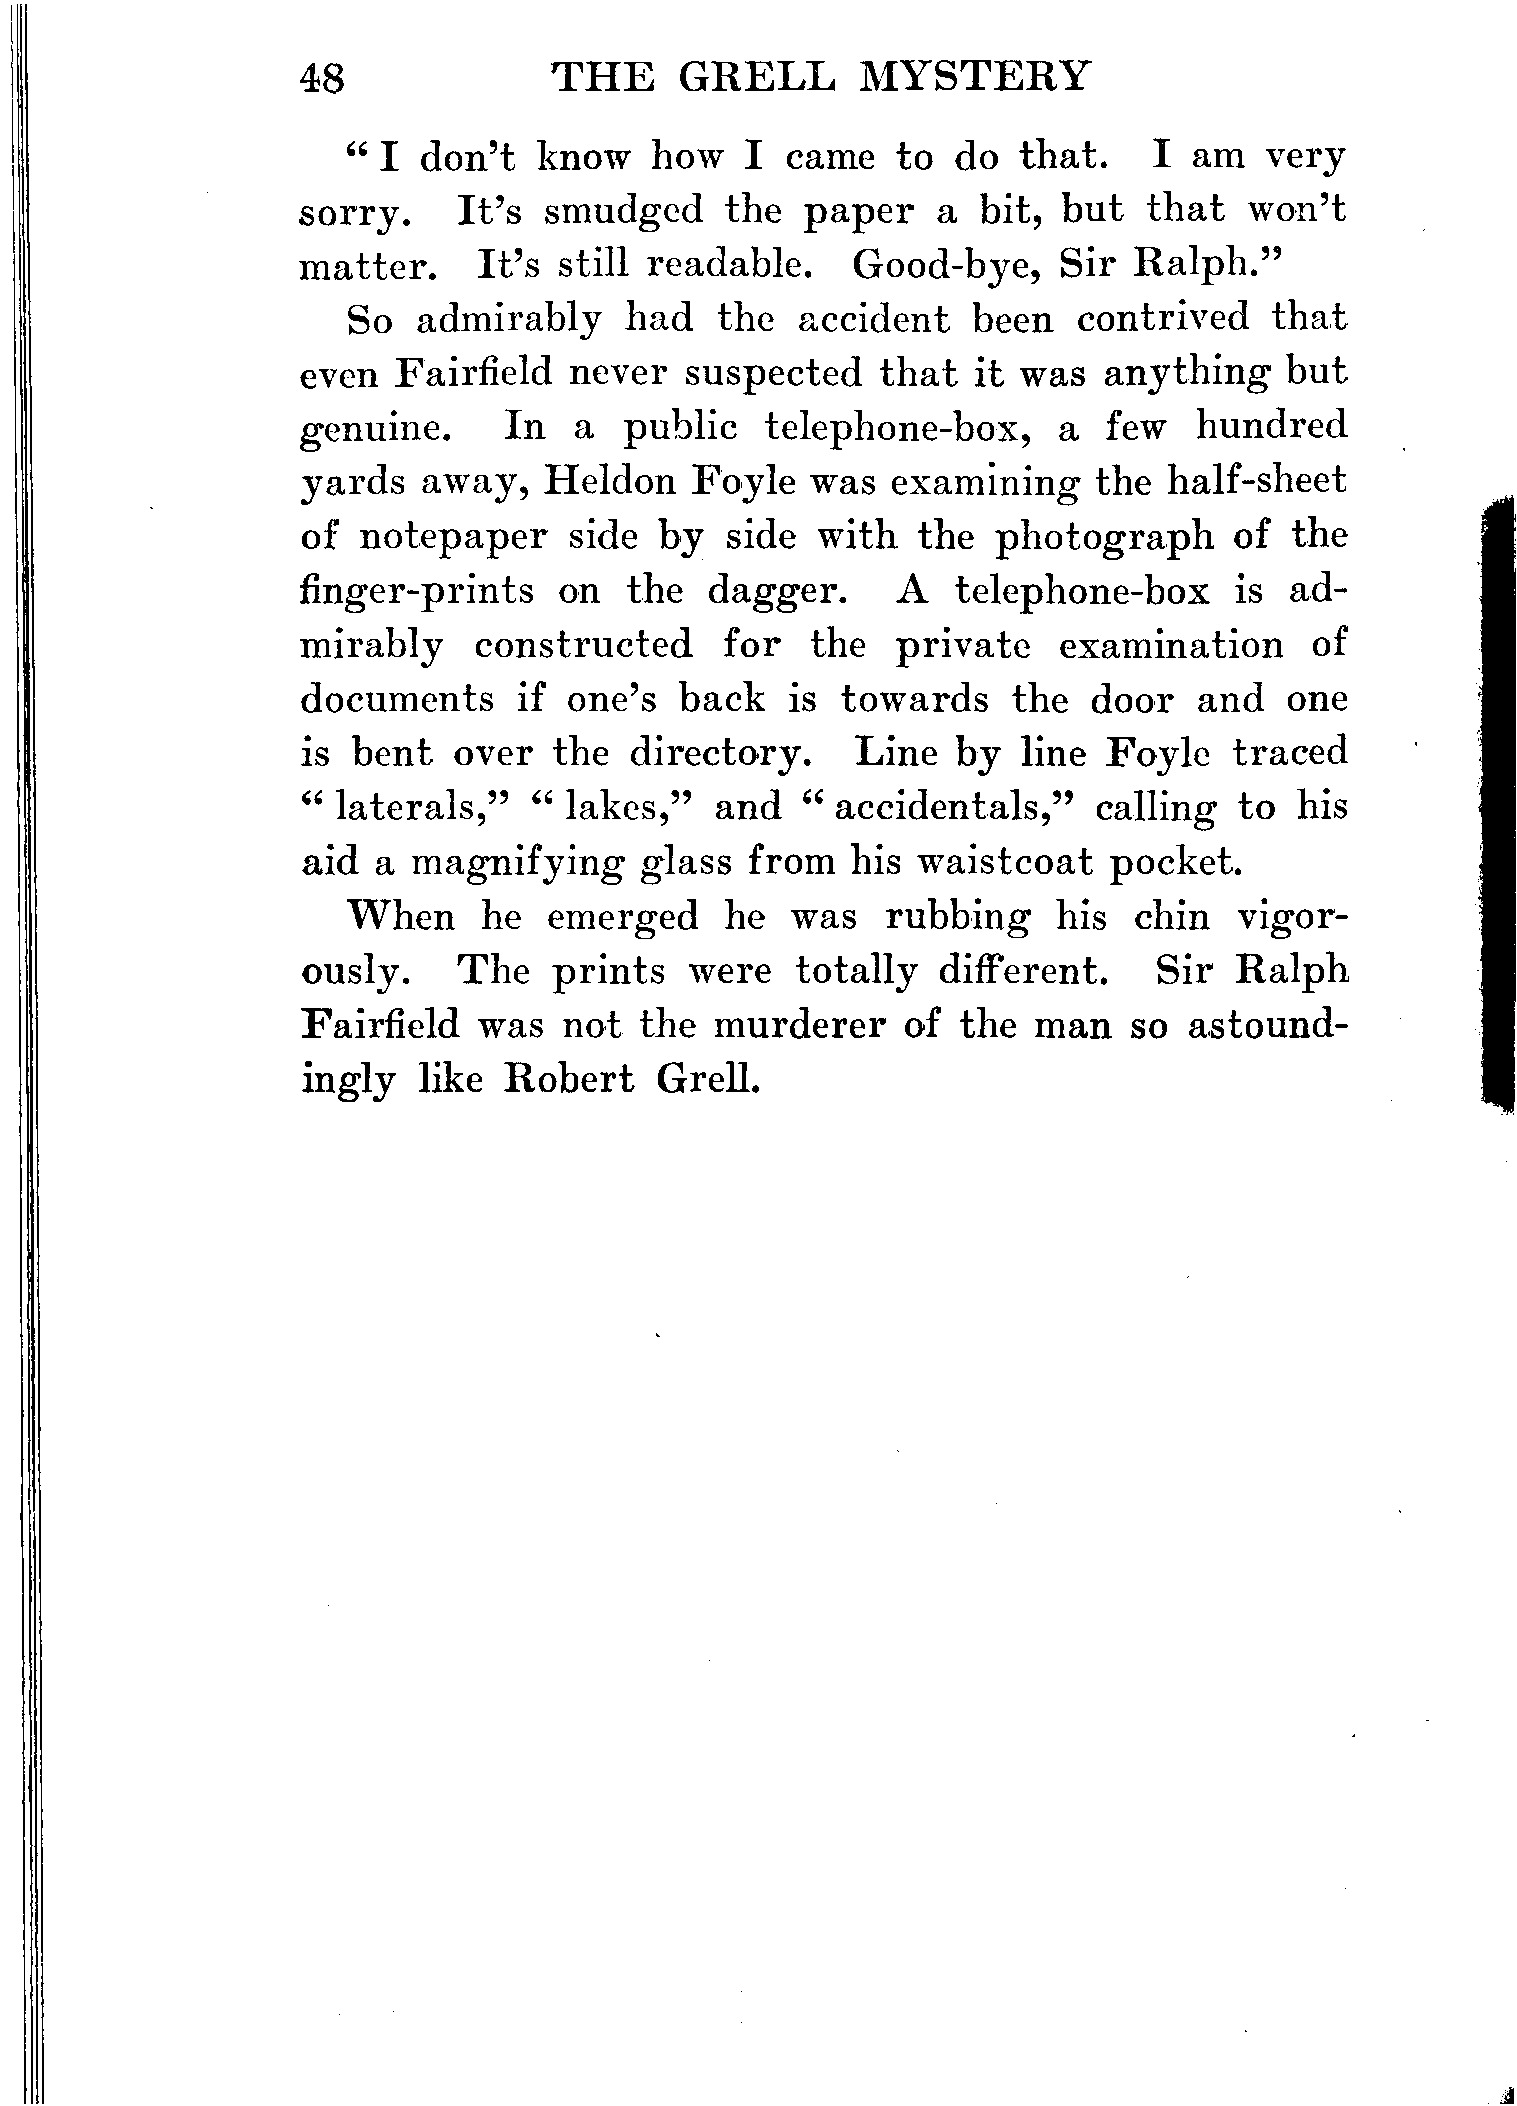 48 THE GRELL MYSTERY
“ I don’t know how I came to do that. I am very
sorry. It’s smudged the paper a bit, but that won’t
matter. It’s still readable. Good-bye, Sir Ralph.”
So admirably had the accident been contrived that
even Fairfield never suspected that it was anything but
genuine. In a public telephone-box, a few hundred
yards away, Heldon Foyle was examining the half-sheet
of notepaper side by side with the photograph of the
finger-prints on the dagger. A telephone-box is ad-
mirably constructed for the private examination of
documents if one’s back is towards the door and one
is bent over the directory. Line by line Foyle traced
“ laterals,” “ lakes,” and “ accidentals,” calling to his
aid a magnifying glass from his waistcoat pocket.
When he emerged he was rubbing his chin vigor-
ously. The prints were totally different. Sir Ralph
Fairfield was not the murderer of the man so astound-
ingly like Robert Grell.